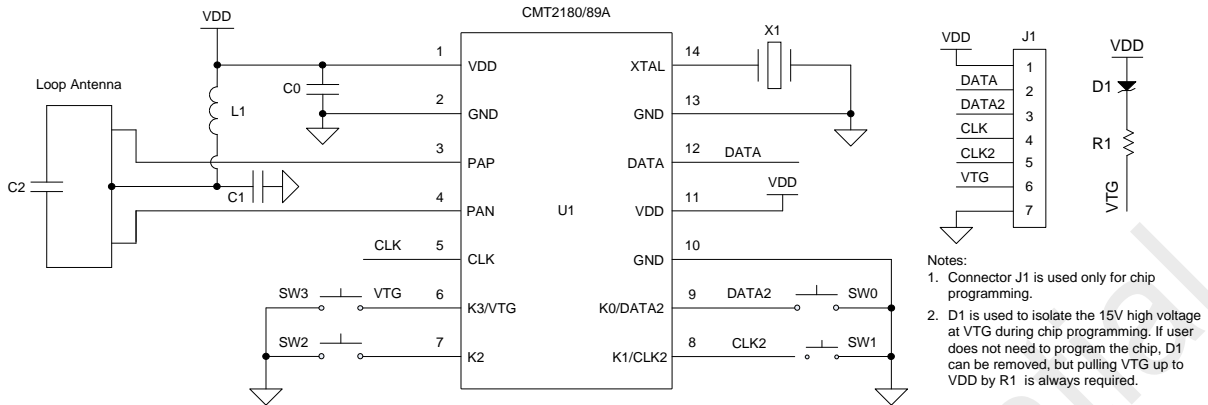 CMT2180/89A
VDD
Loop Antenna
C2
L1
C0
C1
1 VDD
2 GND
3 PAP
4 PAN
CLK 5 CLK
SW3 VTG 6 K3/VTG
SW2 7 K2
U1
X1
14 XTAL
13 GND
12 DATA DATA
VDD
11 VDD
10 GND
9 K0/DATA2 DATA2 SW0
8 K1/CLK2 CLK2 SW1
J1
VDD 1
DATA 2
DATA2 3
CLK 4
CLK2 5
VTG 6
7
VDD
D1
R1
VTG
Notes:
1. Connector J1 is used only for chip
programming.
2. D1 is used to isolate the 15V high voltage
at VTG during chip programming. If user
does not need to program the chip, D1
can be removed, but pulling VTG up to
VDD by R1 is always required.